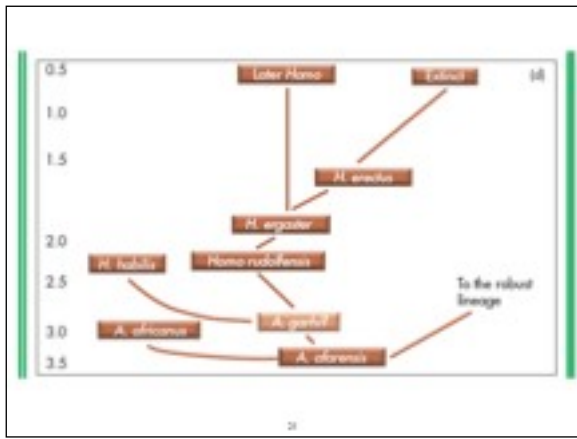 0.5
Later Homo
Extinct
(d)
1.0
1.5
H. erectus
H. ergaster
2.0
H. habilis
Homo rudolfensis
2.5
To the robust
lineage
A. garhi
3.0
A. africanus
3.5
A. afarensis